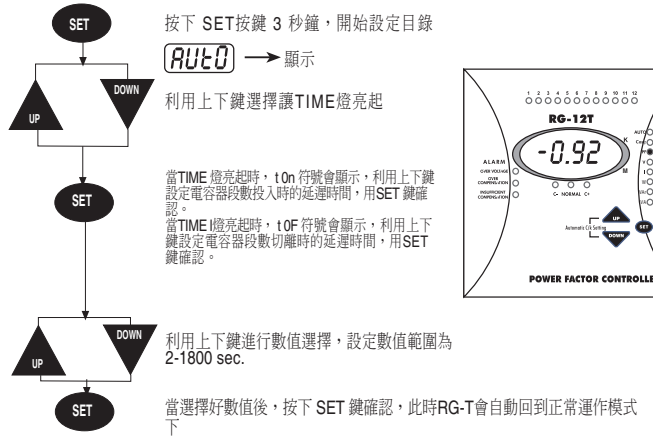 SET
按下 SET按鍵 3 秒鐘，開始設定目錄
AUtO
顯示
UP
DOWN
利用上下鍵選擇讓TIME燈亮起
SET
當TIME 燈亮起時， t 0n 符號會顯示，利用上下鍵
設定電容器段數投入時的延遲時間，用SET 鍵確
認。
當TIME I燈亮起時， t 0F 符號會顯示，利用上下
鍵設定電容器段數切離時的延遲時間，用SET
鍵確認。
UP
DOWN
利用上下鍵進行數值選擇，設定數值範圍為
2-1800 sec.
SET
當選擇好數值後，按下 SET 鍵確認，此時RG-T會自動回到正常運作模式
下
1 2 3 4 5 6 7 8 9 10 11 12
RG-12T
K
M
-0.92
AUTO
ALARM
OVER VOLTAGE
OVER
COMPENSATION
INSUFFICIENT
COMPENSATION
C- NORMAL C+
Automatic C/k Setting
UP
DOWN
SET
POWER FACTOR CONTROLLE